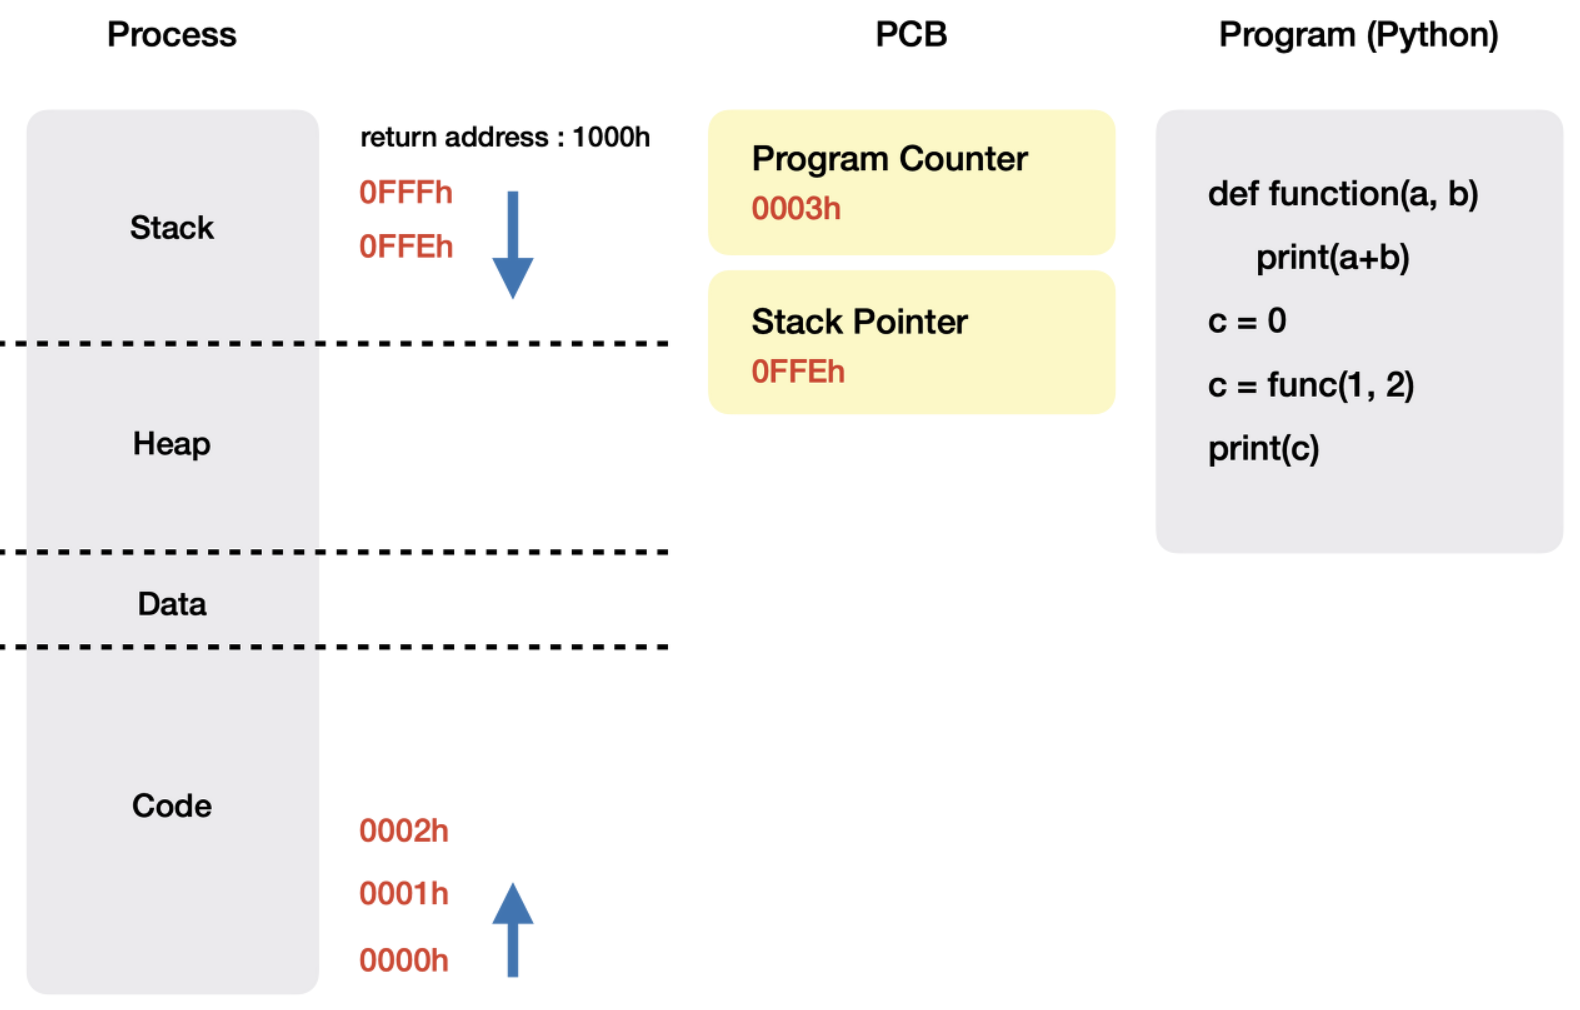 Process
PCB
Program (Python)
Stack
return address : 1000h
0FFFh
0FFEh
Heap
Data
Code
0002h
0001h
0000h
Program Counter
0003h
Stack Pointer
0FFEh
def function(a, b)
print(a+b)
c = 0
c = func(1, 2)
print(c)